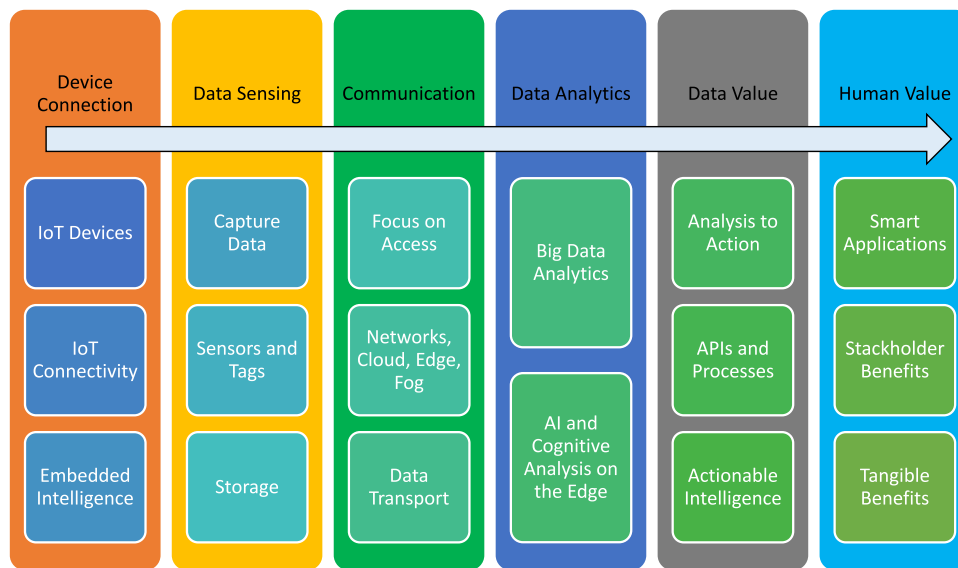 Device
Connection
Data Sensing
Communication
Data Analytics
Data Value
Human Value
IoT Devices
IoT
Connectivity
Embedded
Intelligence
Capture
Data
Sensors and
Tags
Storage
Focus on
Access
Networks,
Cloud, Edge,
Fog
Data
Transport
Big Data
Analytics
AI and
Cognitive
Analysis on
the Edge
Analysis to
Action
APIs and
Processes
Actionable
Intelligence
Smart
Applications
Stackholder
Benefits
Tangible
Benefits